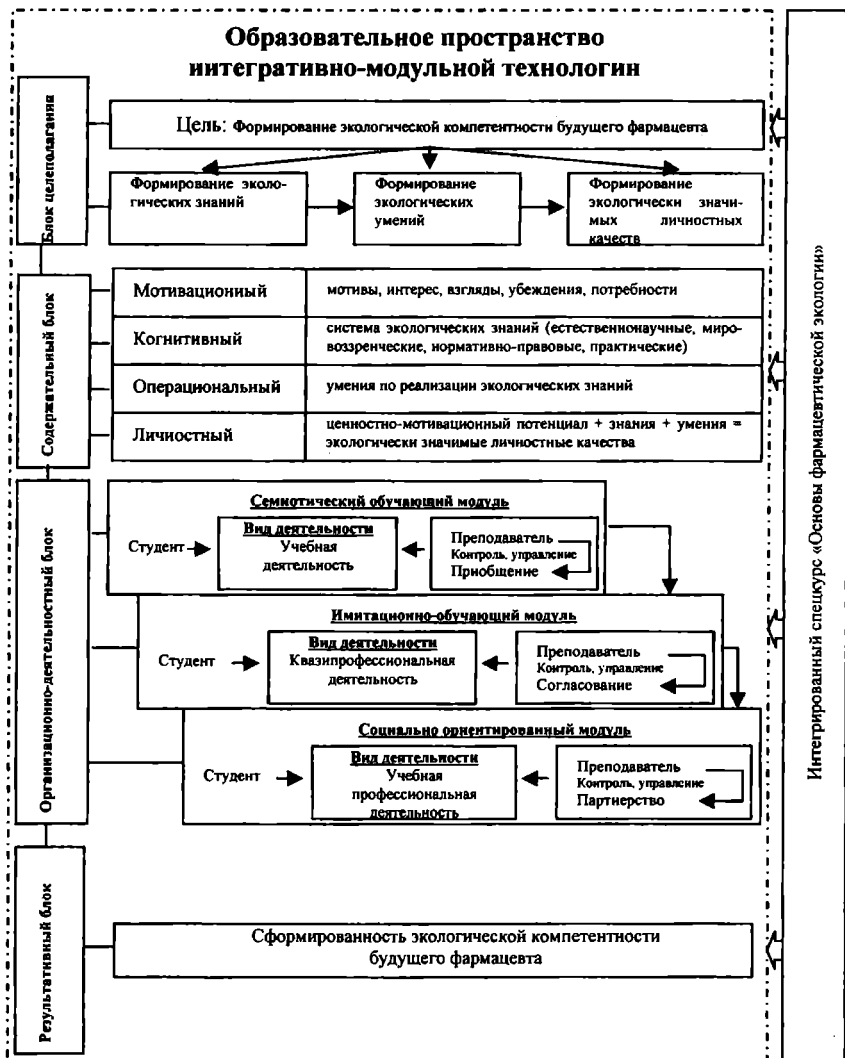 Образовательное пространство
интегративно-модульной технологии
Блок целеполагания
Цель: Формирование экологической компетентности будущего фармацевта
Формирование эколо-
гических знаний
Формирование
экологических
умений
Формирование
экологически значи-
мых личностных
качеств
Содержательный блок
Мотивационный
мотивы, интерес, взгляды, убеждения, потребности
Когнитивный
система экологических знаний (естественнонаучные, миро-
воззренческие, нормативно-правовые, практические)
Операциональный
умения по реализации экологических знаний
Личностный
ценностно-мотивационный потенциал + знания + умения =
экологически значимые личностные качества
Организационно-деятельностный блок
Семиотический обучающий модуль
Студент
Вид деятельности
Учебная
деятельность
Преподаватель
Контроль, управление
Приобщение
Имитационно-обучающий модуль
Студент
Вид деятельности
Квазипрофессиональная
деятельность
Преподаватель
Контроль, управление
Согласование
Социально ориентированный модуль
Студент
Вид деятельности
Учебная
профессиональная
деятельность
Преподаватель
Контроль, управление
Партнерство
Результативный блок
Сформированность экологической компетентности
будущего фармацевта
Интегрированный спецкурс «Основы фармацевтической экологии»